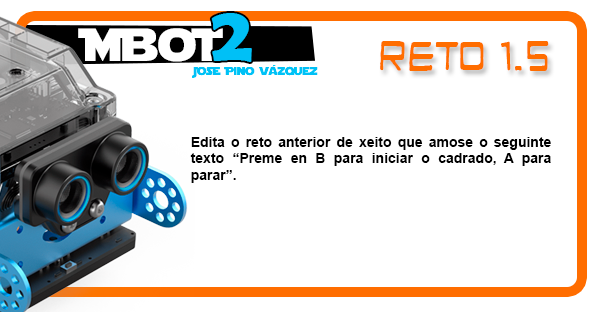 MBOT2
JOSE PINO VÁZQUEZ
RETO 1.5
Edita o reto anterior de xeito que amose o seguinte
texto “Preme en B para iniciar o cadrado, A para
parar”.